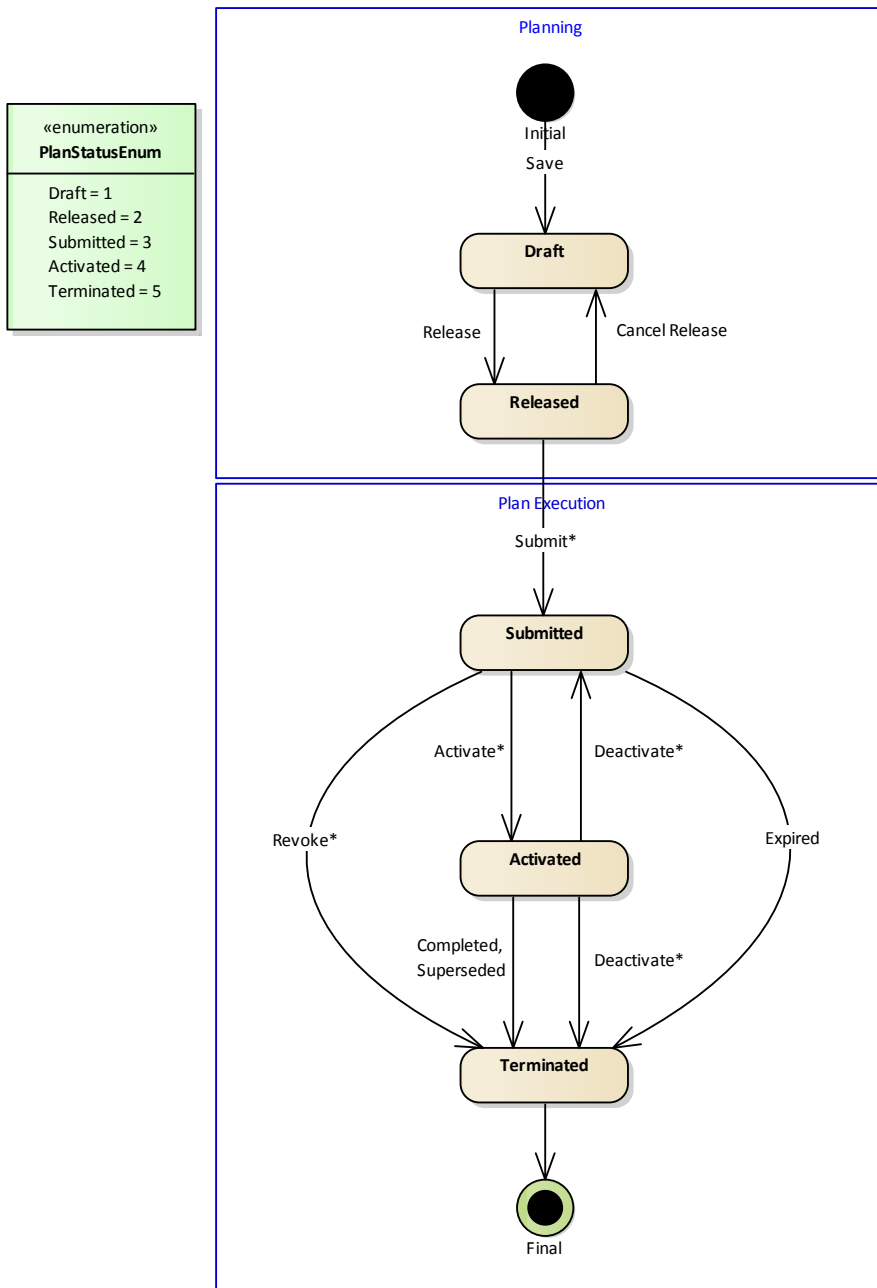 Planning
Initial
Save
«enumeration»
PlanStatusEnum
Draft = 1
Released = 2
Submitted = 3
Activated = 4
Terminated = 5
Draft
Release
Cancel Release
Released
Plan Execution
Submit*
Submitted
Activate*
Deactivate*
Revoke*
Expired
Activated
Completed,
Superseded
Deactivate*
Terminated
Final